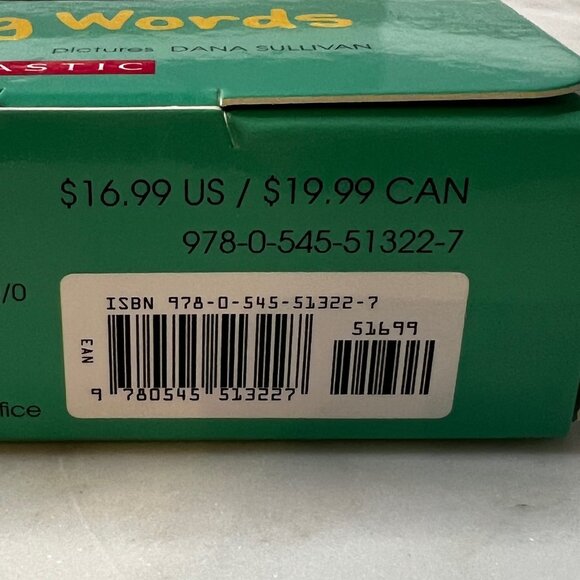 g Words
pictures DANA SULLIVAN
ASTIC
$16.99 US / $19.99 CAN
978-0-545-51322-7
/0
ISBN 978-0-545-51322-7
51699
EAN
9 780545 513227
fice